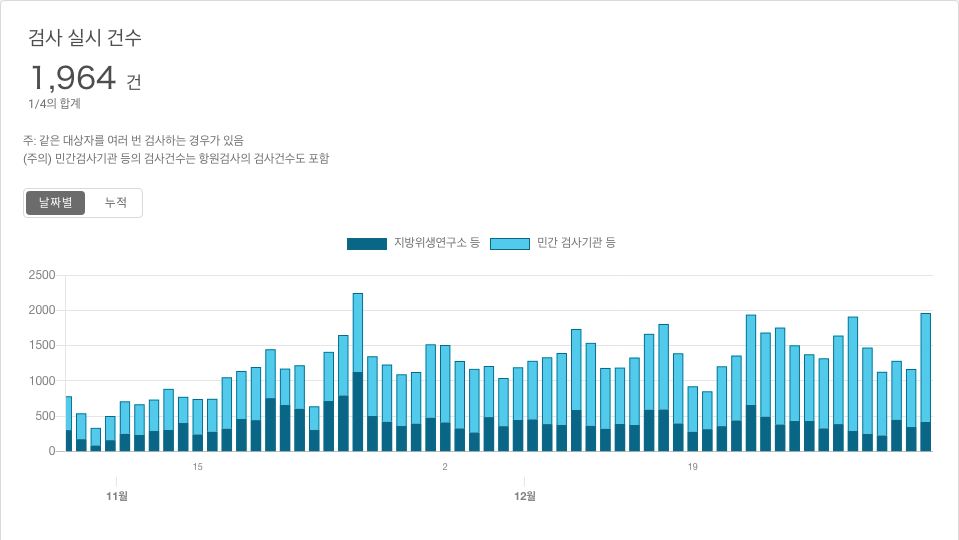 검사 실시 건수
1,964 건
1/4의 합계
주: 같은 대상자를 여러 번 검사하는 경우가 있음
(주의) 민간검사기관 등의 검사건수는 항원검사의 검사건수도 포함
날짜별 누적
지방위생연구소 등 민간 검사기관 등
2500
2000
1500
1000
500
0
15 2 19
11월 12월